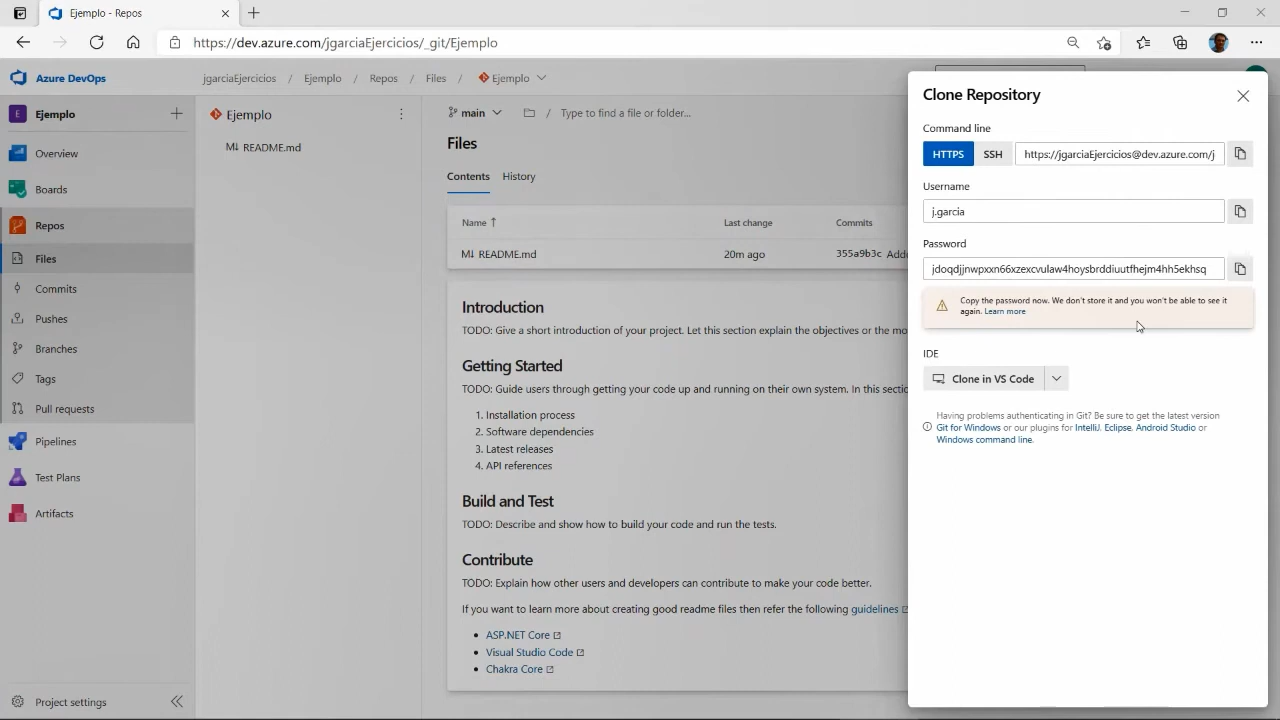 Ejemplo - Repos
https://dev.azure.com/jgarciaEjercicios/_git/Ejemplo
Azure DevOps
jgarciaEjercicios / Ejemplo / Repos / Files / Ejemplo
Ejemplo
Overview
Boards
Repos
Files
Commits
Pushes
Branches
Tags
Pull requests
Pipelines
Test Plans
Artifacts
Project settings
Ejemplo
README.md
main / Type to find a file or folder...
Files
Contents History
Name Last change Commits
README.md 20m ago 355a9b3c
Introduction
TODO: Give a short introduction of your project. Let this section explain the objectives or the
Getting Started
TODO: Guide users through getting your code up and running on their own system. In this
1. Installation process
2. Software dependencies
3. Latest releases
4. API references
Build and Test
TODO: Describe and show how to build your code and run the tests.
Contribute
TODO: Explain how other users and developers can contribute to make your code better.
If you want to learn more about creating good readme files then refer the following guidelines
• ASP.NET Core
• Visual Studio Code
• Chakra Core
Clone Repository
Command line
HTTPS SSH https://jgarciaEjercicios@dev.azure.com/j
Username
j.garcia
Password
jdoqdjjnwpxxn66xzexcvulaw4hoysbrddiuutfhejm4hh5ekhsq
Copy the password now. We don't store it and you won't be able to see it
again. Learn more
IDE
Clone in VS Code
Having problems authenticating in Git? Be sure to get the latest version
Git for Windows or our plugins for IntelliJ, Eclipse, Android Studio or
Windows command line.